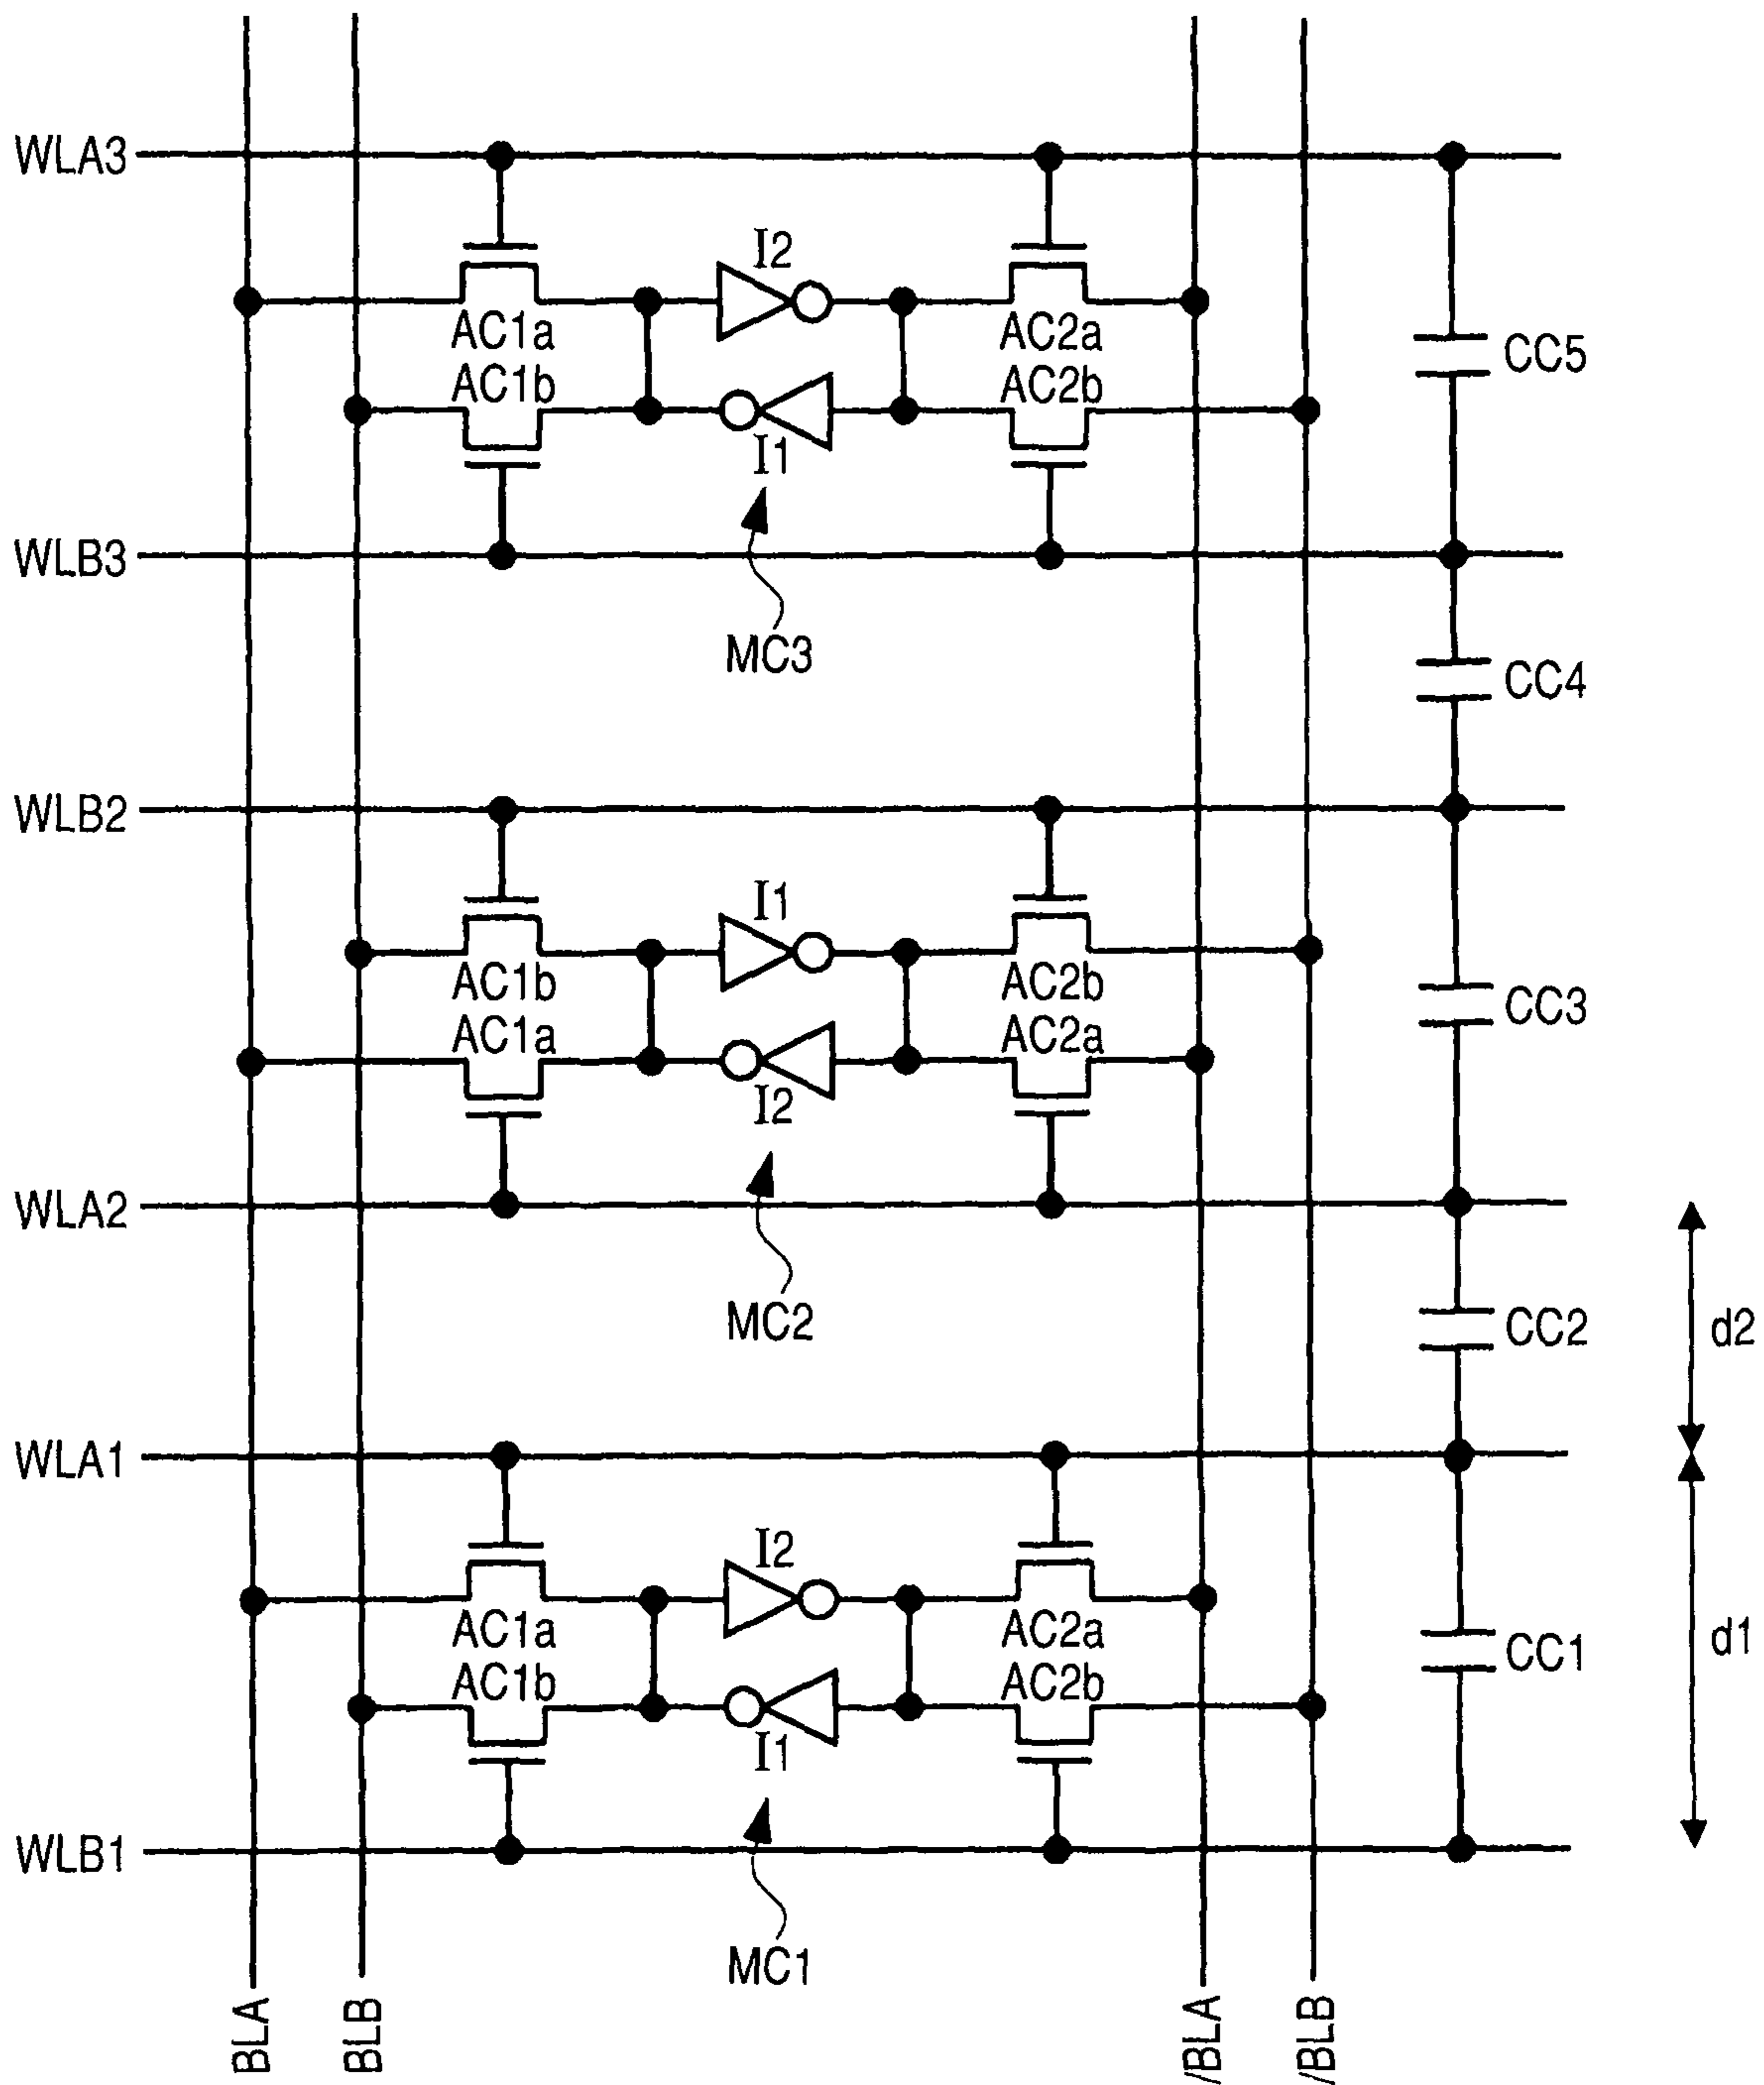 WLA3
I2
AC1a
AC2a
CC5
AC1b
AC2b
I1
WLB3
MC3
CC4
WLB2
I1
AC1b
AC2b
CC3
AC1a
AC2a
I2
WLA2
MC2
CC2
d2
WLA1
I2
AC1a
AC2a
CC1
d1
AC1b
AC2b
I1
WLB1
MC1
BLA
BLB
/BLA
/BLB